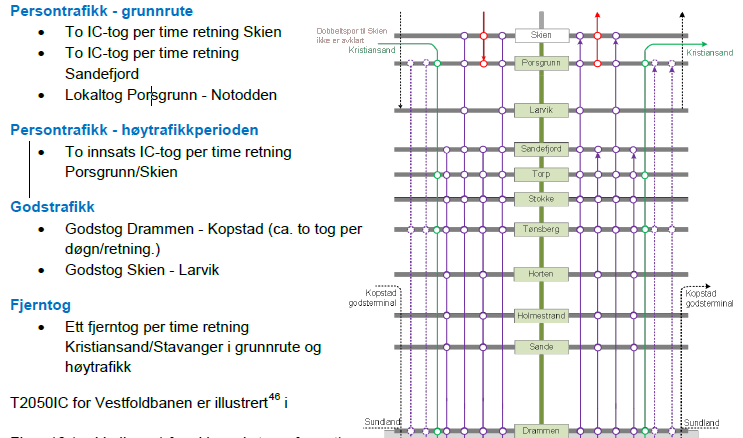 Persontrafikk - grunnrute
To IC-tog per time retning Skien
To IC-tog per time retning
Sandefjord
Lokaltog Porsgrunn - Notodden
Persontrafikk - høytrafikkperioden
To innsats IC-tog per time retning
Porsgrunn/Skien
Godstrafikk
Godstog Drammen - Kopstad (ca. to tog per
døgn/retning.)
Godstog Skien - Larvik
Fjerntog
Ett fjerntog per time retning
Kristiansand/Stavanger i grunnrute og
høytrafikk
T2050IC for Vestfoldbanen er illustrert46 i
Dobbeltspor til Skien
ikke er avklart
Kristiansand
Skien
Kristiansand
Porsgrunn
Larvik
Sandefjord
Torp
Stokke
Tønsberg
Horten
Kopstad
godsterminal
Kopstad
godsterminal
Holmestrand
Sande
Sundland
Sundland
Drammen